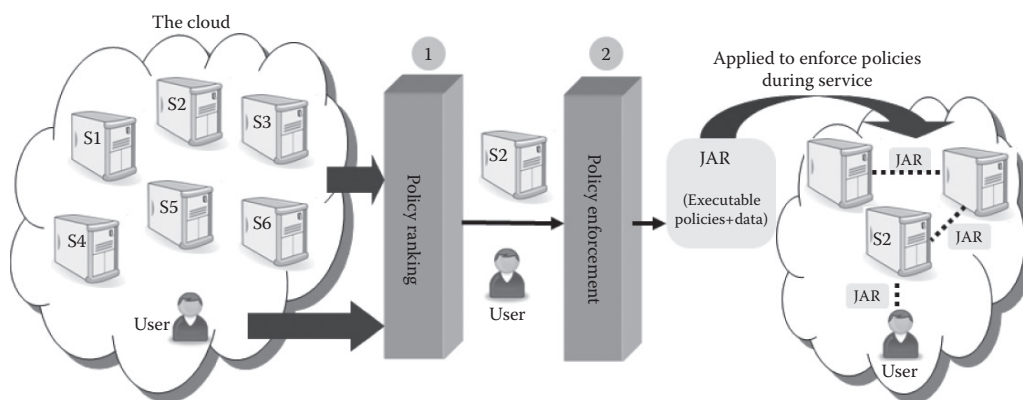 The cloud
S1
S2
S3
S4
S5
S6
User
1
Policy ranking
S2
User
2
Policy enforcement
JAR
(Executable
policies+data)
Applied to enforce policies
during service
JAR
S2
JAR
JAR
User